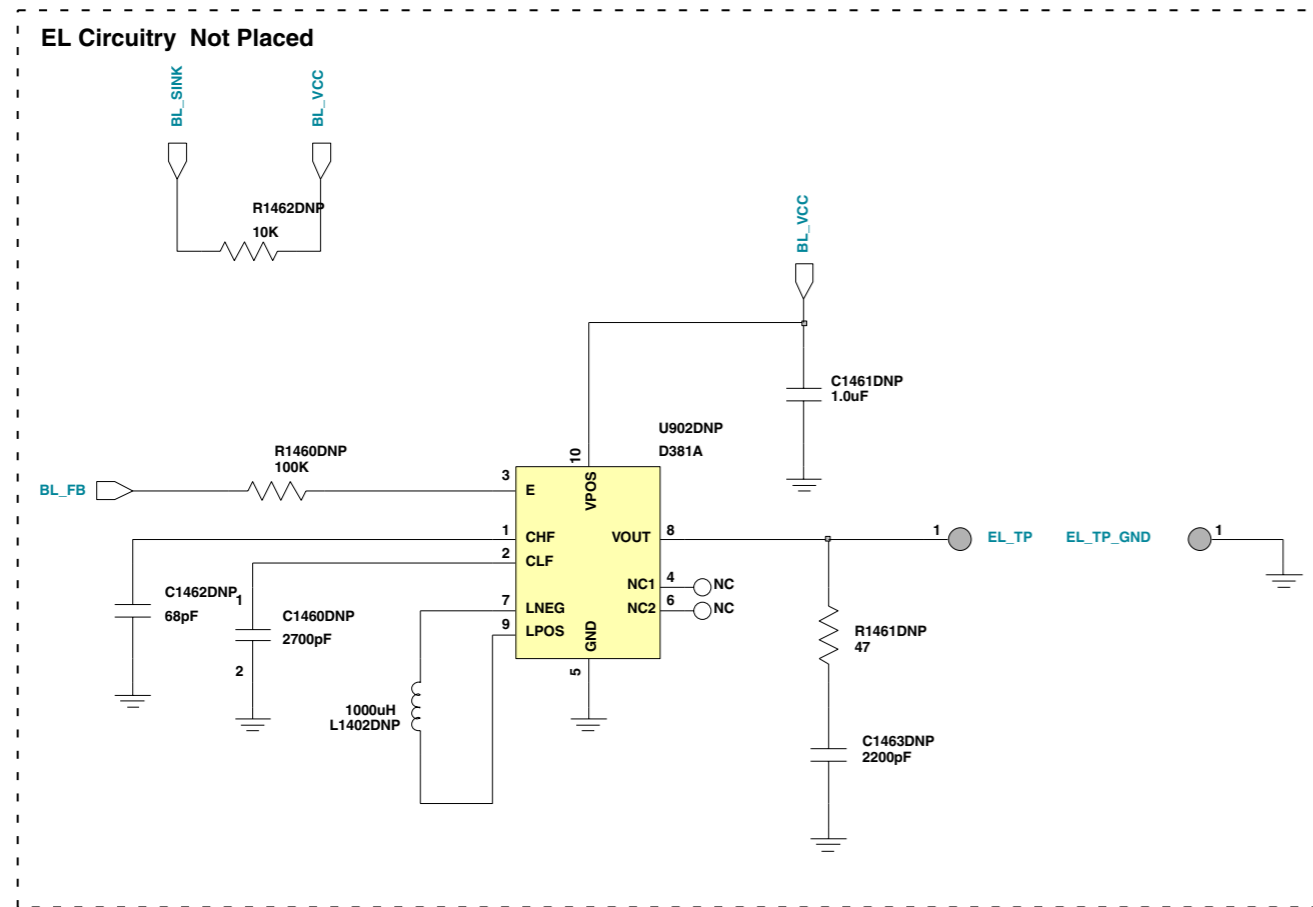 EL Circuitry  Not Placed
BL_SINK
BL_VCC
R1462DNP
10K
BL_VCC
C1461DNP
1.0uF
U902DNP
D381A
R1460DNP
100K
BL_FB
3
E
10
VPOS
1
CHF
VOUT
8
1
EL_TP
EL_TP_GND
1
2
CLF
NC1
4
NC
C1462DNP
68pF
1
C1460DNP
2700pF
2
7
LNEG
NC2
6
NC
9
LPOS
GND
5
R1461DNP
47
1000uH
L1402DNP
C1463DNP
2200pF